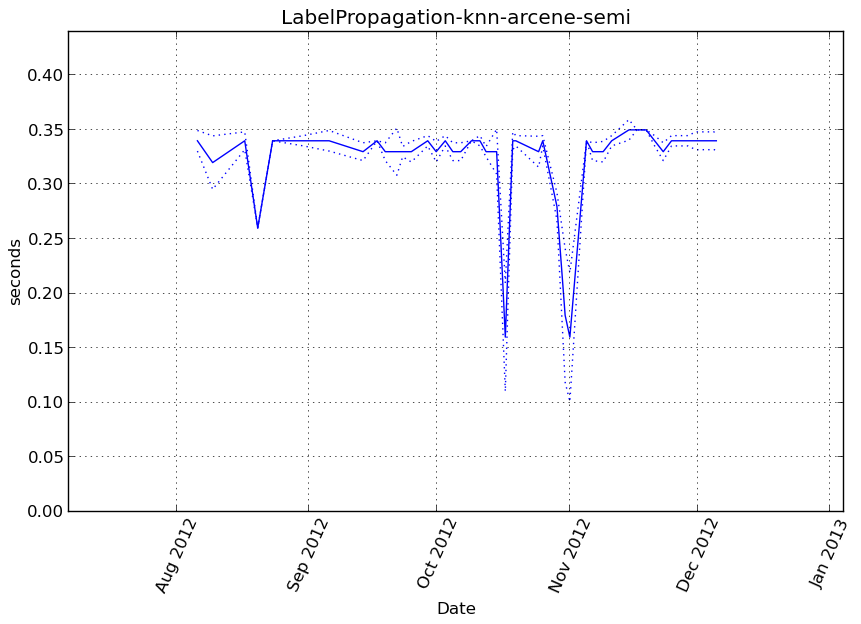 LabelPropagation-knn-arcene-semi
0.40
0.35
0.30
0.25
0.20
0.15
0.10
0.05
0.00
seconds
Aug 2012
Sep 2012
Oct 2012
Nov 2012
Dec 2012
Jan 2013
Date